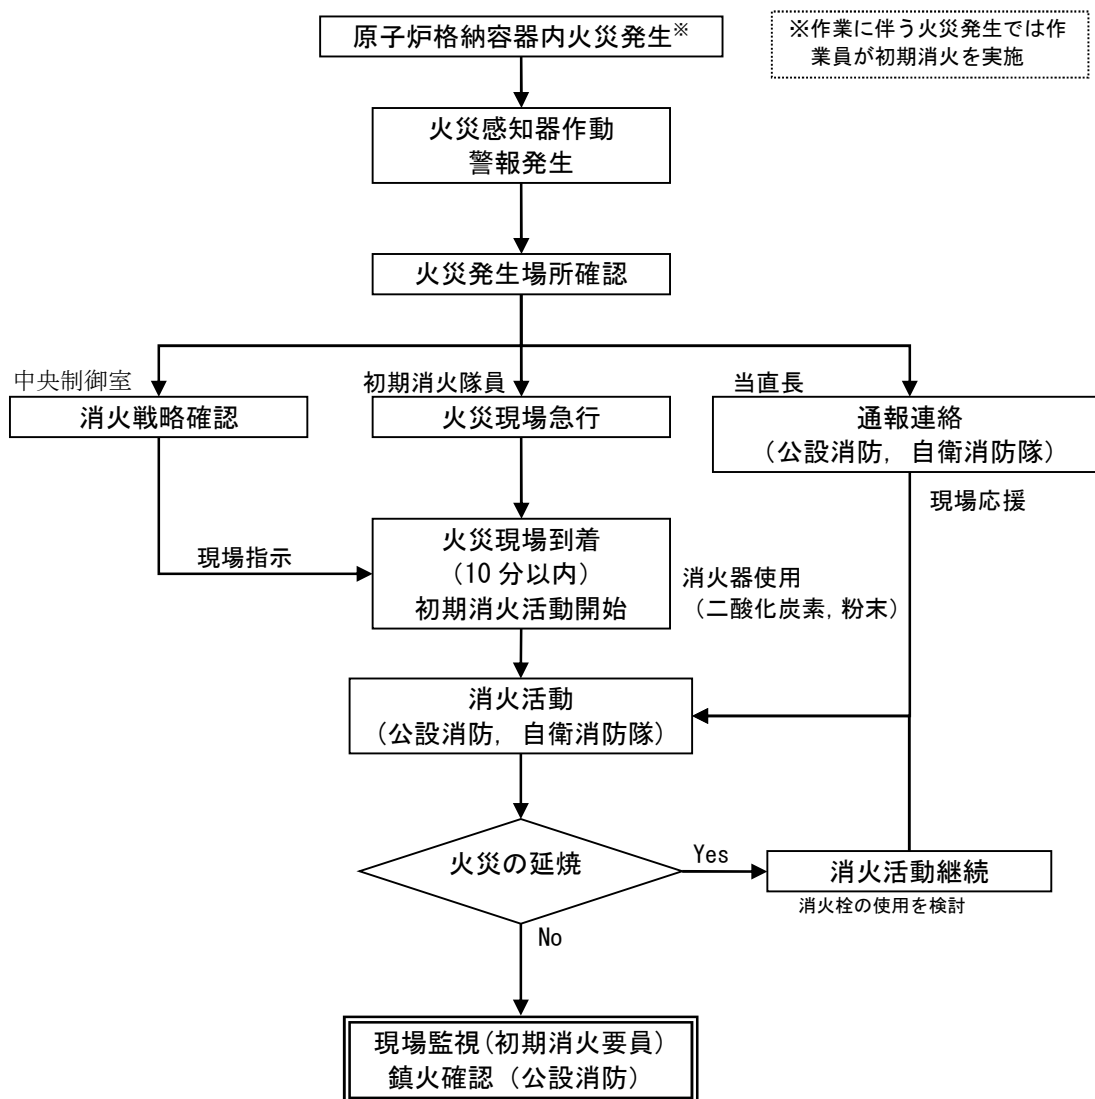 原子炉格納容器内火災発生※
※作業に伴う火災発生では作
業員が初期消火を実施
火災感知器作動
警報発生
火災発生場所確認
中央制御室
消火戦略確認
初期消火隊員
火災現場急行
当直長
通報連絡
(公設消防, 自衛消防隊)
現場応援
現場指示
火災現場到着
(10 分以内)
初期消火活動開始
消火器使用
(二酸化炭素, 粉末)
消火活動
(公設消防, 自衛消防隊)
火災の延焼
Yes
消火活動継続
消火栓の使用を検討
No
現場監視(初期消火要員)
鎮火確認 (公設消防)